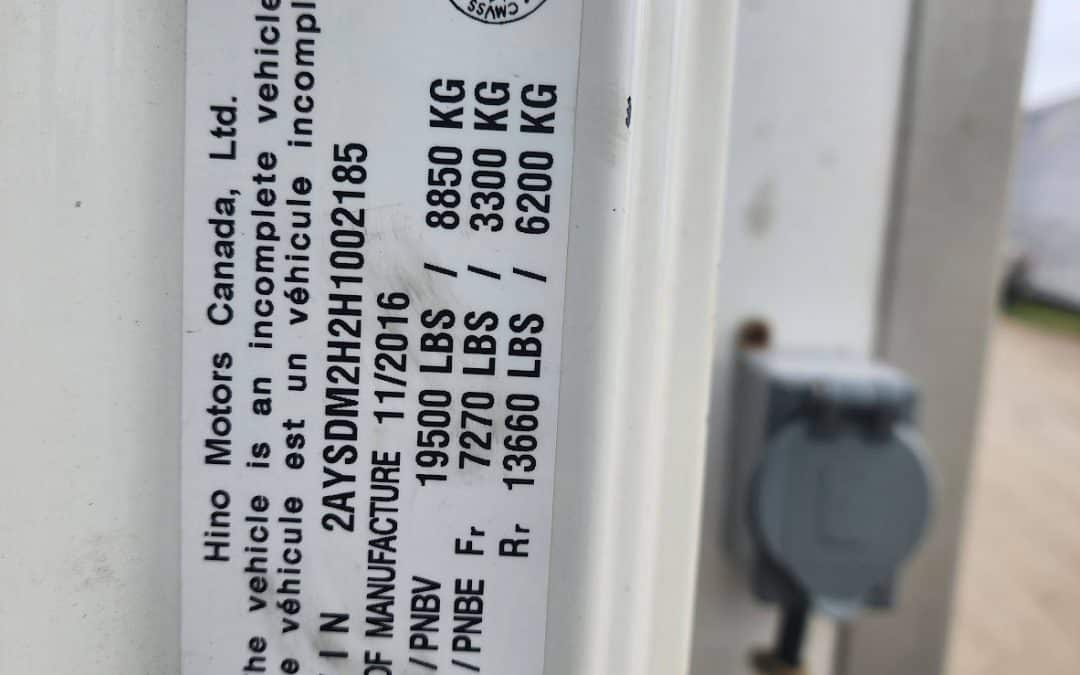 CMVSS
Hino Motors Canada, Ltd.
he vehicle is an incomplete vehicle
e véhicule est un véhicule incompl
I N 2AYSDM2H2H1002185
OF MANUFACTURE 11/2016
/ PNBV 19500 LBS / 8850 KG
/ PNBE Fr 7270 LBS / 3300 KG
Rr 13660 LBS / 6200 KG